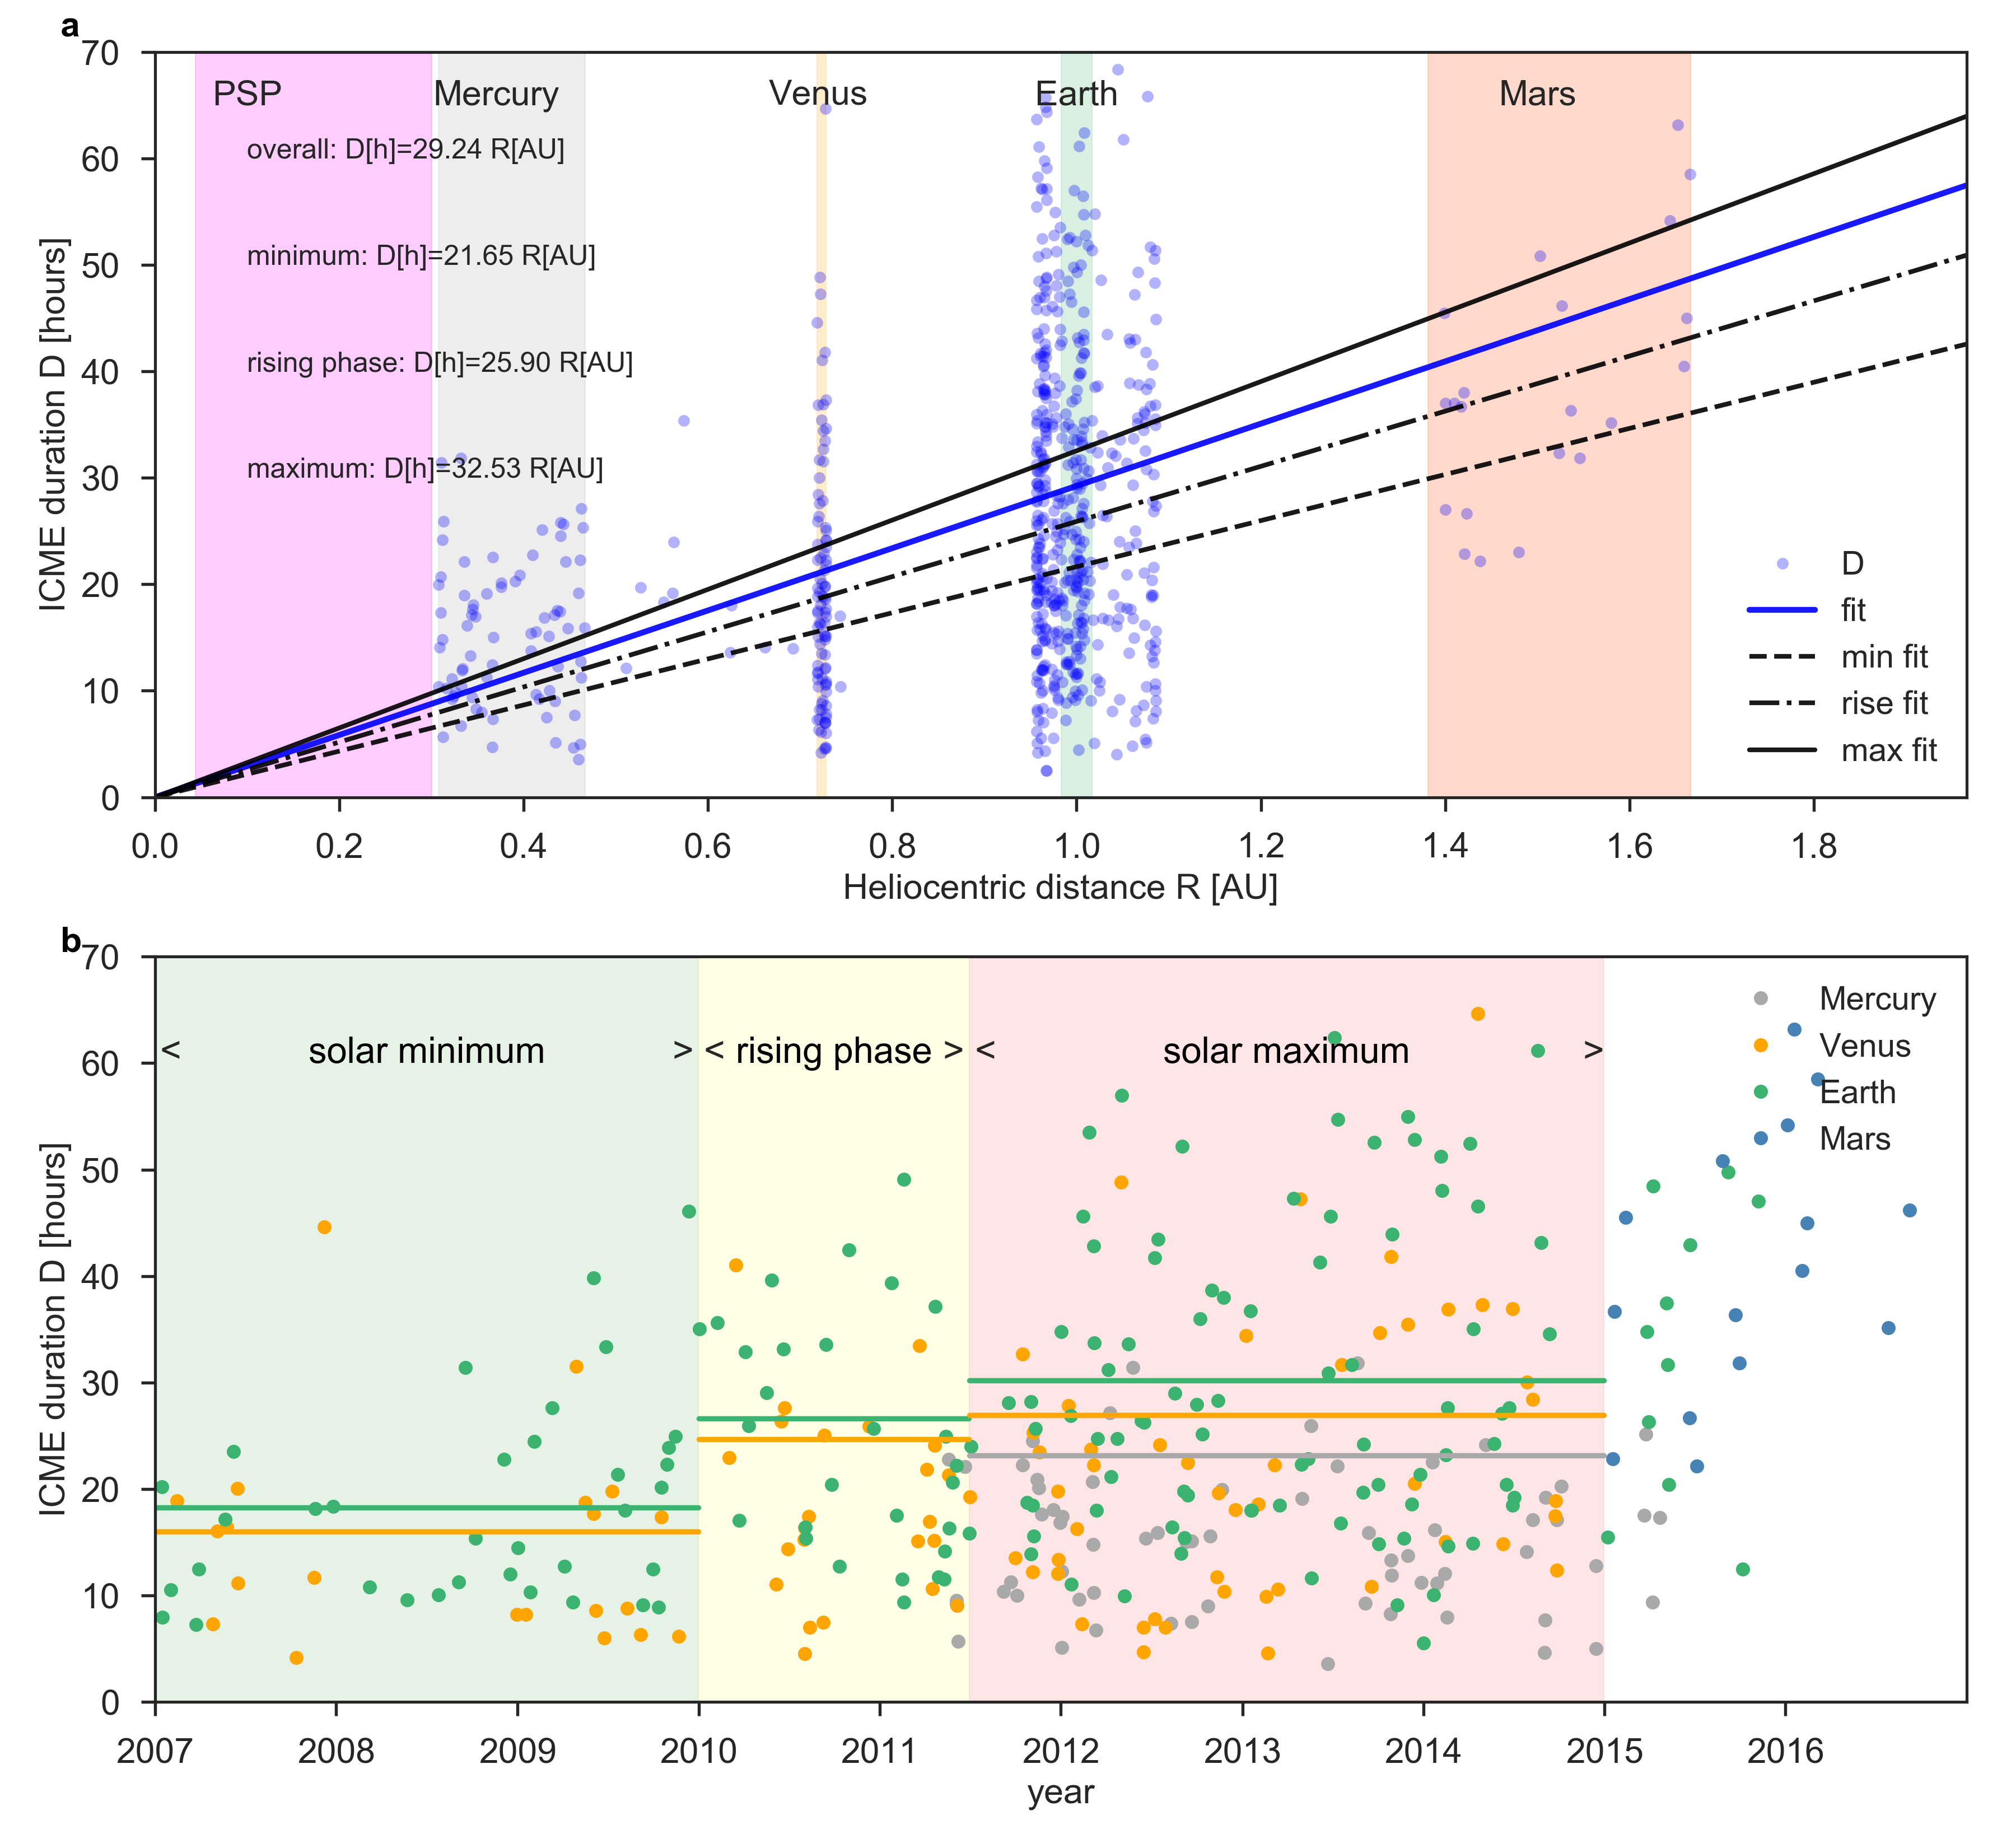 a
70
60
50
40
30
20
10
0
ICME duration D [hours]
PSP
Mercury
Venus
Earth
Mars
overall: D[h]=29.24 R[AU]
minimum: D[h]=21.65 R[AU]
rising phase: D[h]=25.90 R[AU]
maximum: D[h]=32.53 R[AU]
D
fit
min fit
rise fit
max fit
0.0 0.2 0.4 0.6 0.8 1.0 1.2 1.4 1.6 1.8
Heliocentric distance R [AU]
b
70
60
50
40
30
20
10
0
ICME duration D [hours]
< solar minimum > < rising phase > < solar maximum >
Mercury
Venus
Earth
Mars
2007 2008 2009 2010 2011 2012 2013 2014 2015 2016
year